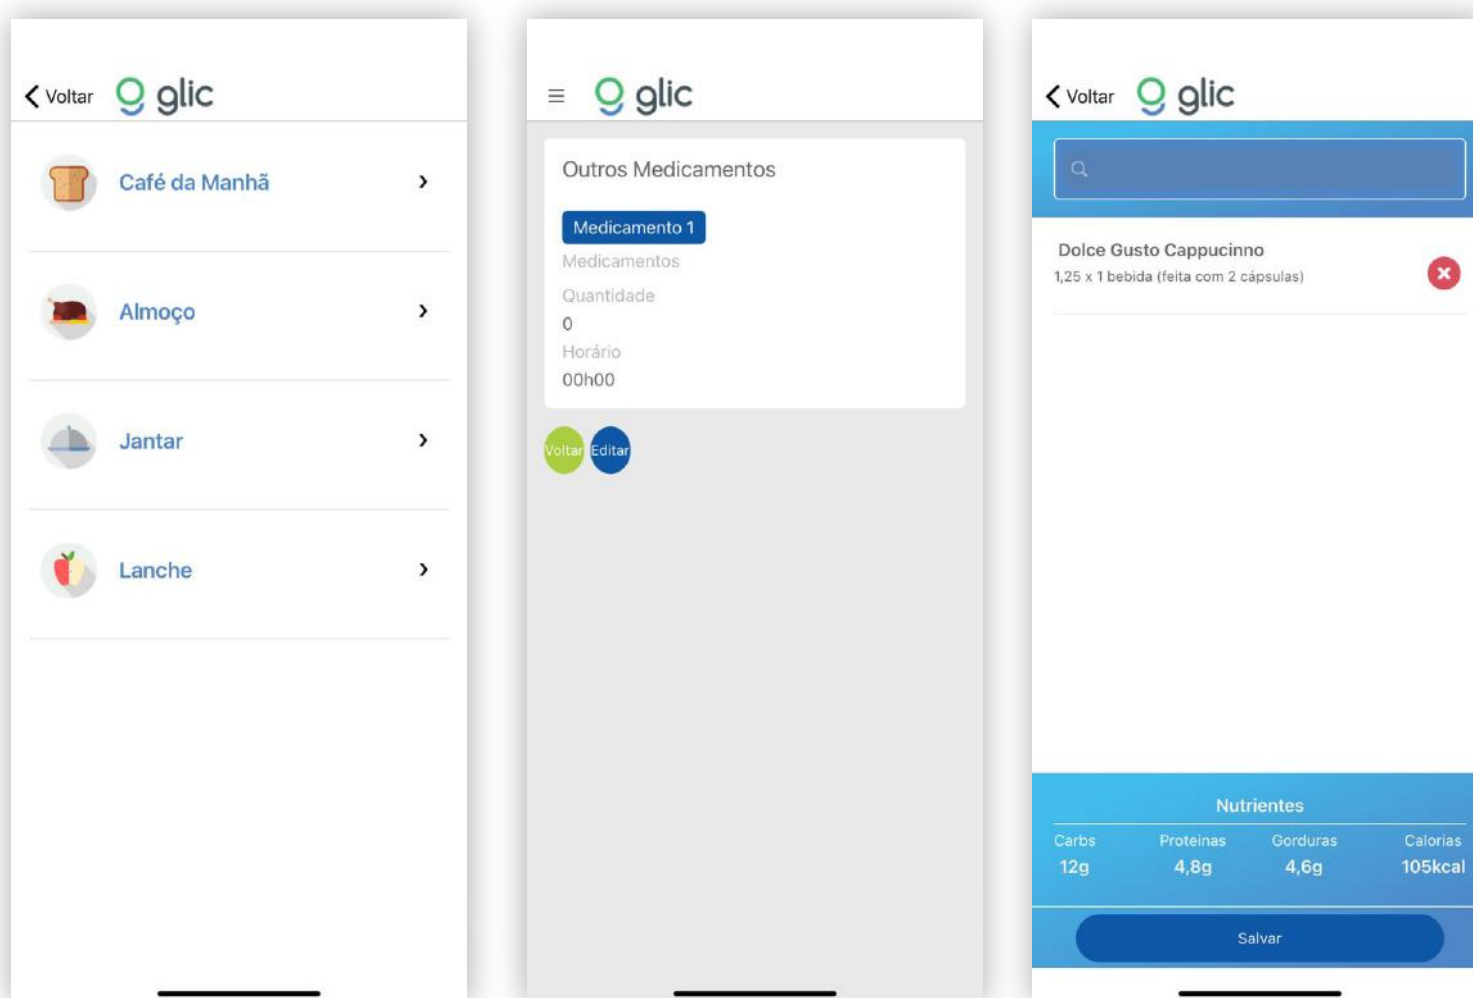 Voltar glic
Café da Manhã
Almoço
Jantar
Lanche
glic
Outros Medicamentos
Medicamento 1
Medicamentos
Quantidade
0
Horário
00h00
Voltar Editar
Voltar glic
Dolce Gusto Cappucinno
1,25 x 1 bebida (feita com 2 cápsulas)
Nutrientes
Carbs Proteinas Gorduras Calorias
12g 4,8g 4,6g 105kcal
Salvar